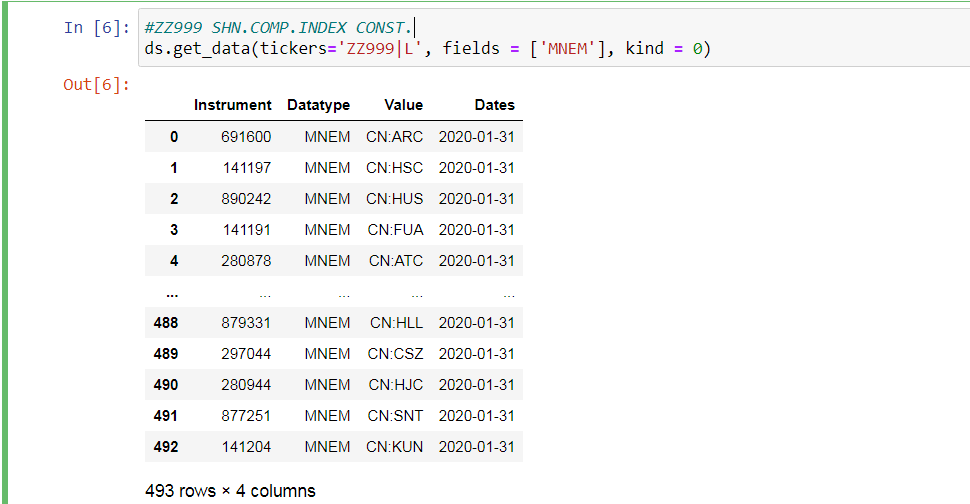 In [6]: #ZZ999 SHN.COMP.INDEX CONST.
ds.get_data(tickers='ZZ999|L', fields = ['MNEM'], kind = 0)
Out[6]:
Instrument Datatype Value Dates
0 691600 MNEM CN:ARC 2020-01-31
1 141197 MNEM CN:HSC 2020-01-31
2 890242 MNEM CN:HUS 2020-01-31
3 141191 MNEM CN:FUA 2020-01-31
4 280878 MNEM CN:ATC 2020-01-31
... ... ... ... ...
488 879331 MNEM CN:HLL 2020-01-31
489 297044 MNEM CN:CSZ 2020-01-31
490 280944 MNEM CN:HJC 2020-01-31
491 877251 MNEM CN:SNT 2020-01-31
492 141204 MNEM CN:KUN 2020-01-31
493 rows × 4 columns